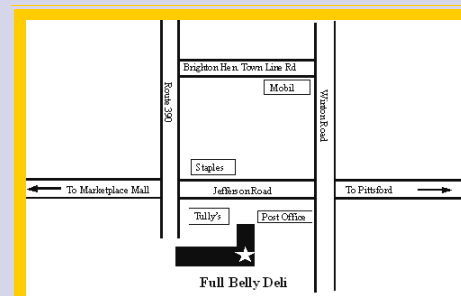 Brighton Hen. Town Line Rd
Mobil
Route 390
Winton Road
Staples
To Marketplace Mall
Jefferson Road
To Pittsford
Tully's
Post Office
Full Belly Deli